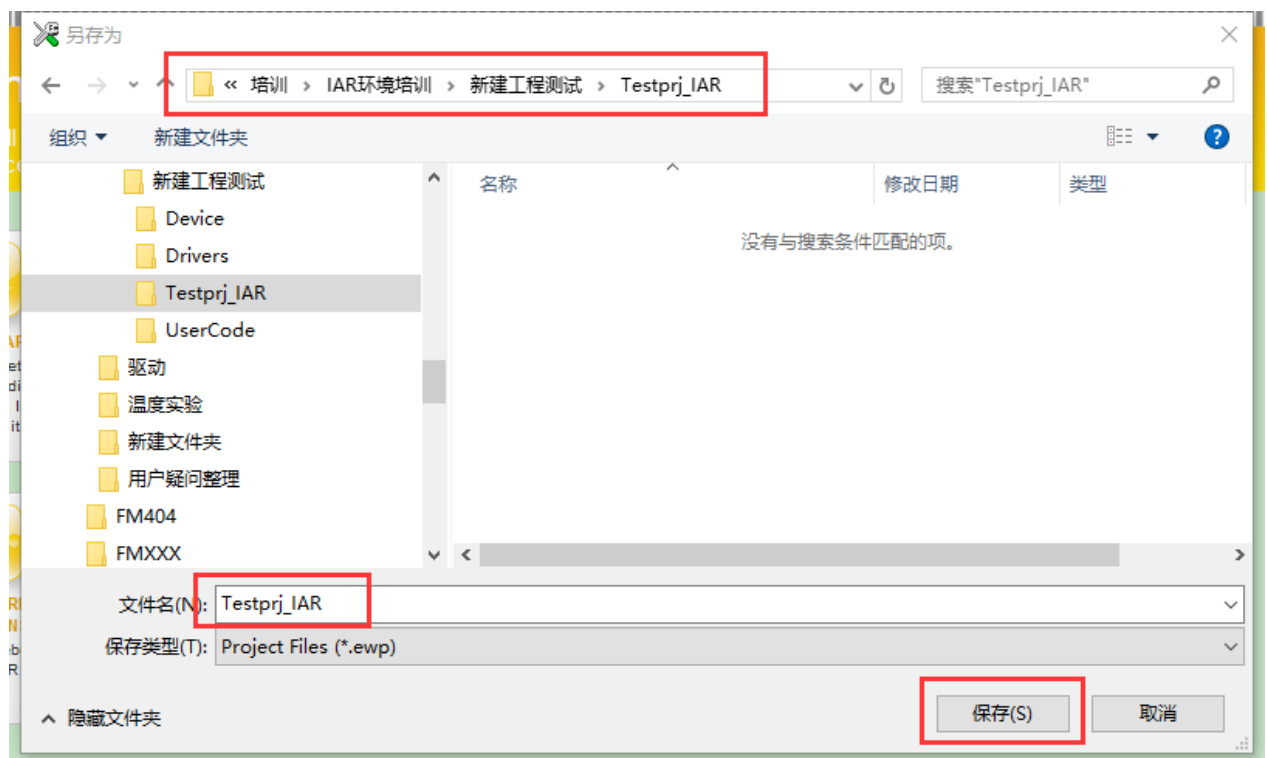 另存为
« 培训 › IAR环境培训 › 新建工程测试 › Testprj_IAR
搜索"Testprj_IAR"
组织 新建文件夹
名称 修改日期 类型
没有与搜索条件匹配的项。
新建工程测试
Device
Drivers
Testprj_IAR
UserCode
驱动
温度实验
新建文件夹
用户疑问整理
FM404
FMXXX
文件名(N): Testprj_IAR
保存类型(T): Project Files (*.ewp)
隐藏文件夹 保存(S) 取消